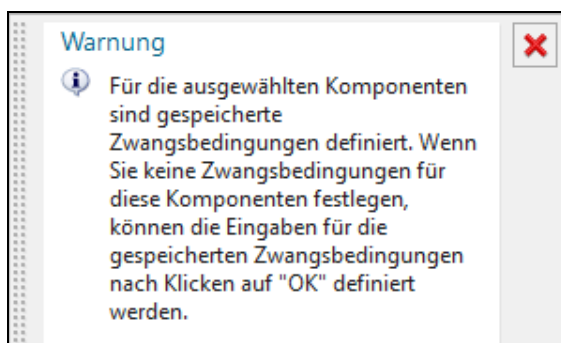 Warnung
Für die ausgewählten Komponenten
sind gespeicherte
Zwangsbedingungen definiert. Wenn
Sie keine Zwangsbedingungen für
diese Komponenten festlegen,
können die Eingaben für die
gespeicherten Zwangsbedingungen
nach Klicken auf "OK" definiert
werden.